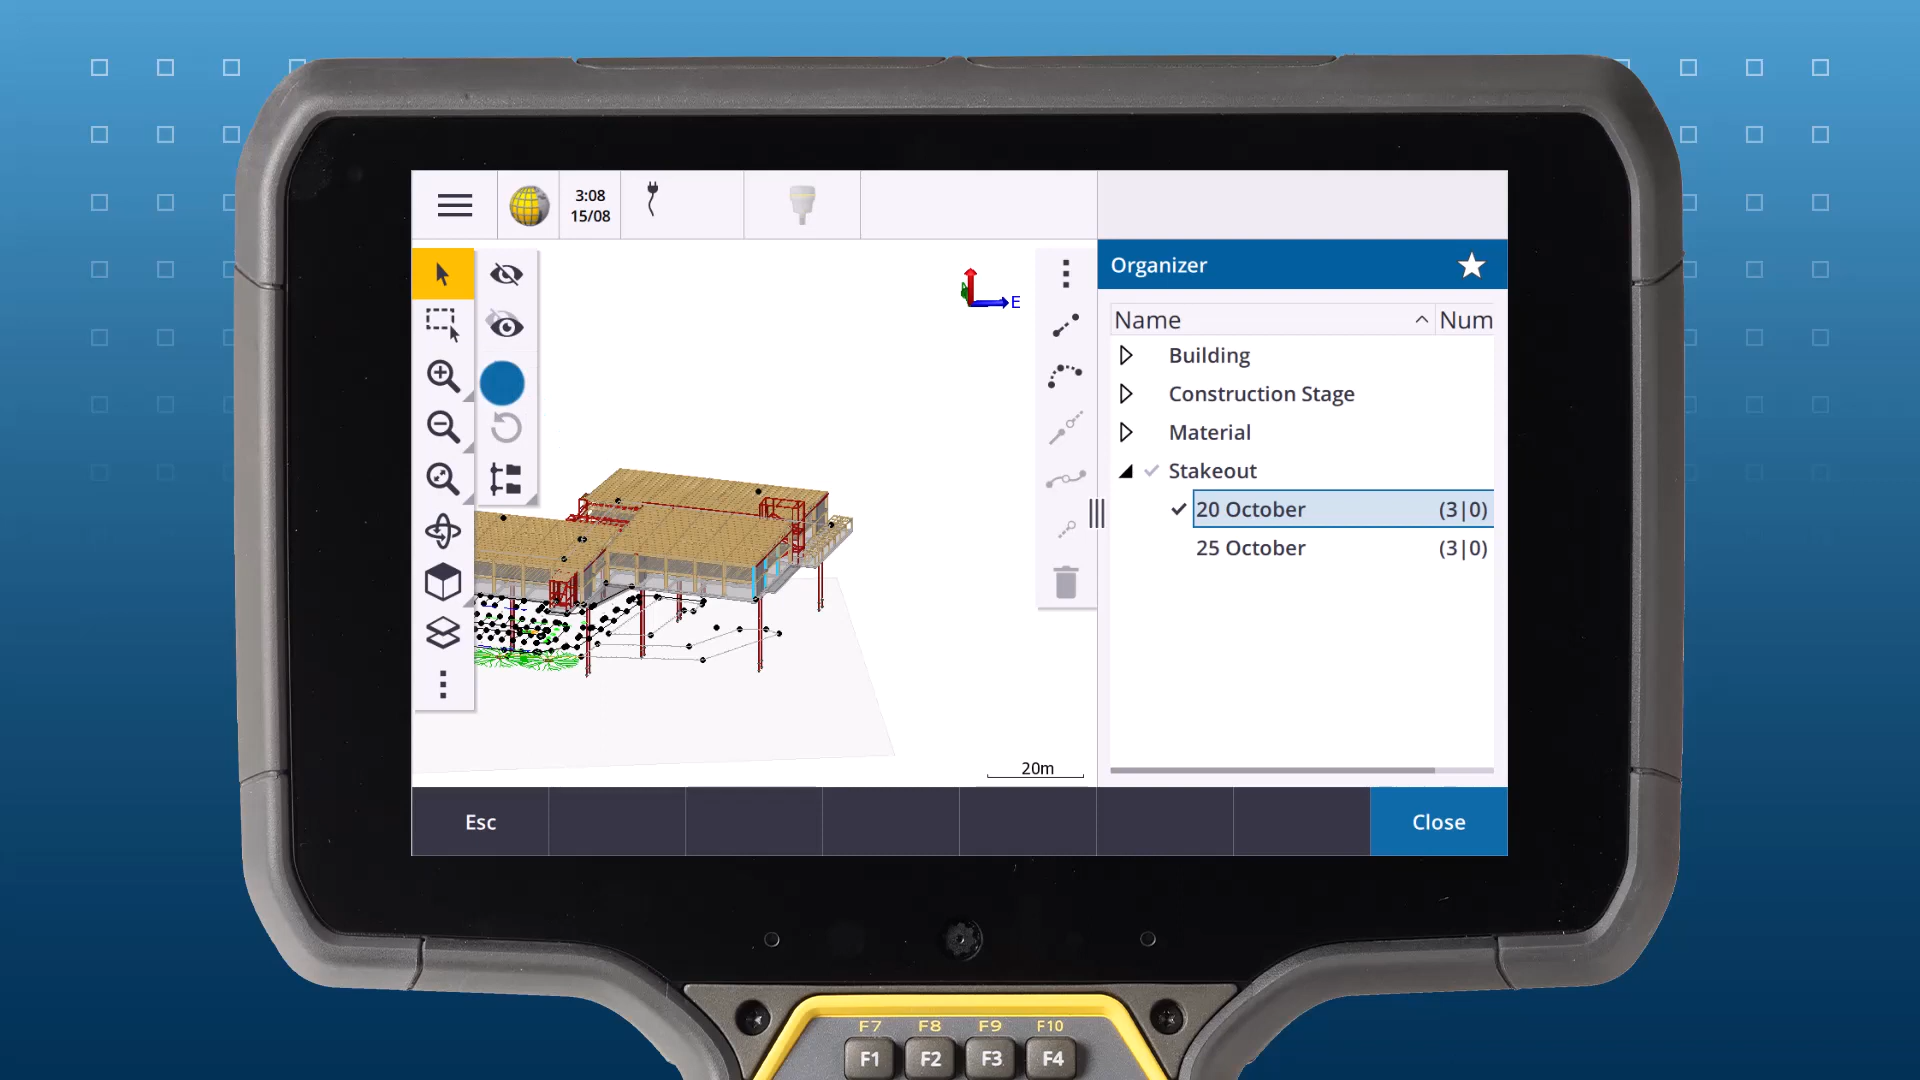 3:08
15/08
Organizer
E
Name
Num
Building
Construction Stage
Material
Stakeout
20 October (3|0)
25 October (3|0)
20m
Esc
Close
F7 F8 F9 F10
F1 F2 F3 F4